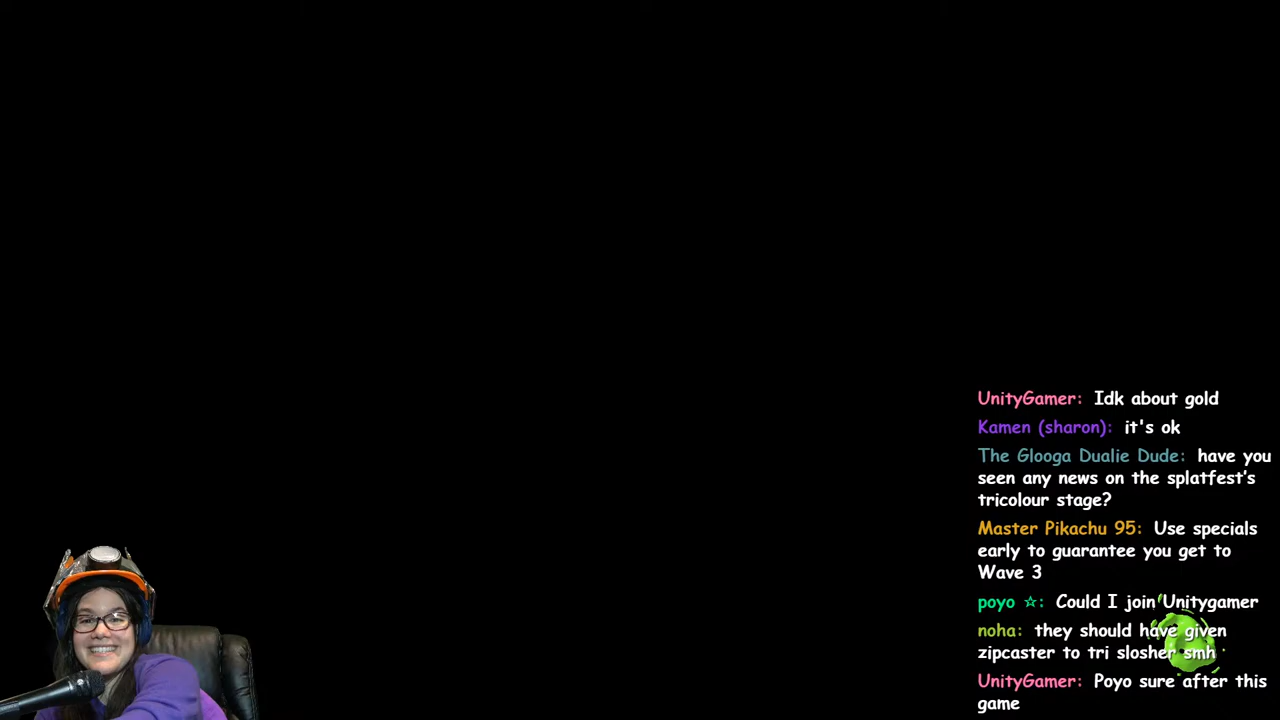 UnityGamer: Idk about gold
Kamen (sharon): it's ok
The Glooga Dualie Dude: have you
seen any news on the splatfest's
tricolour stage?
Master Pikachu 95: Use specials
early to guarantee you get to
Wave 3
poyo ☆: Could I join Unitygamer
noha: they should have given
zipcaster to tri slosher smh
UnityGamer: Poyo sure after this
game